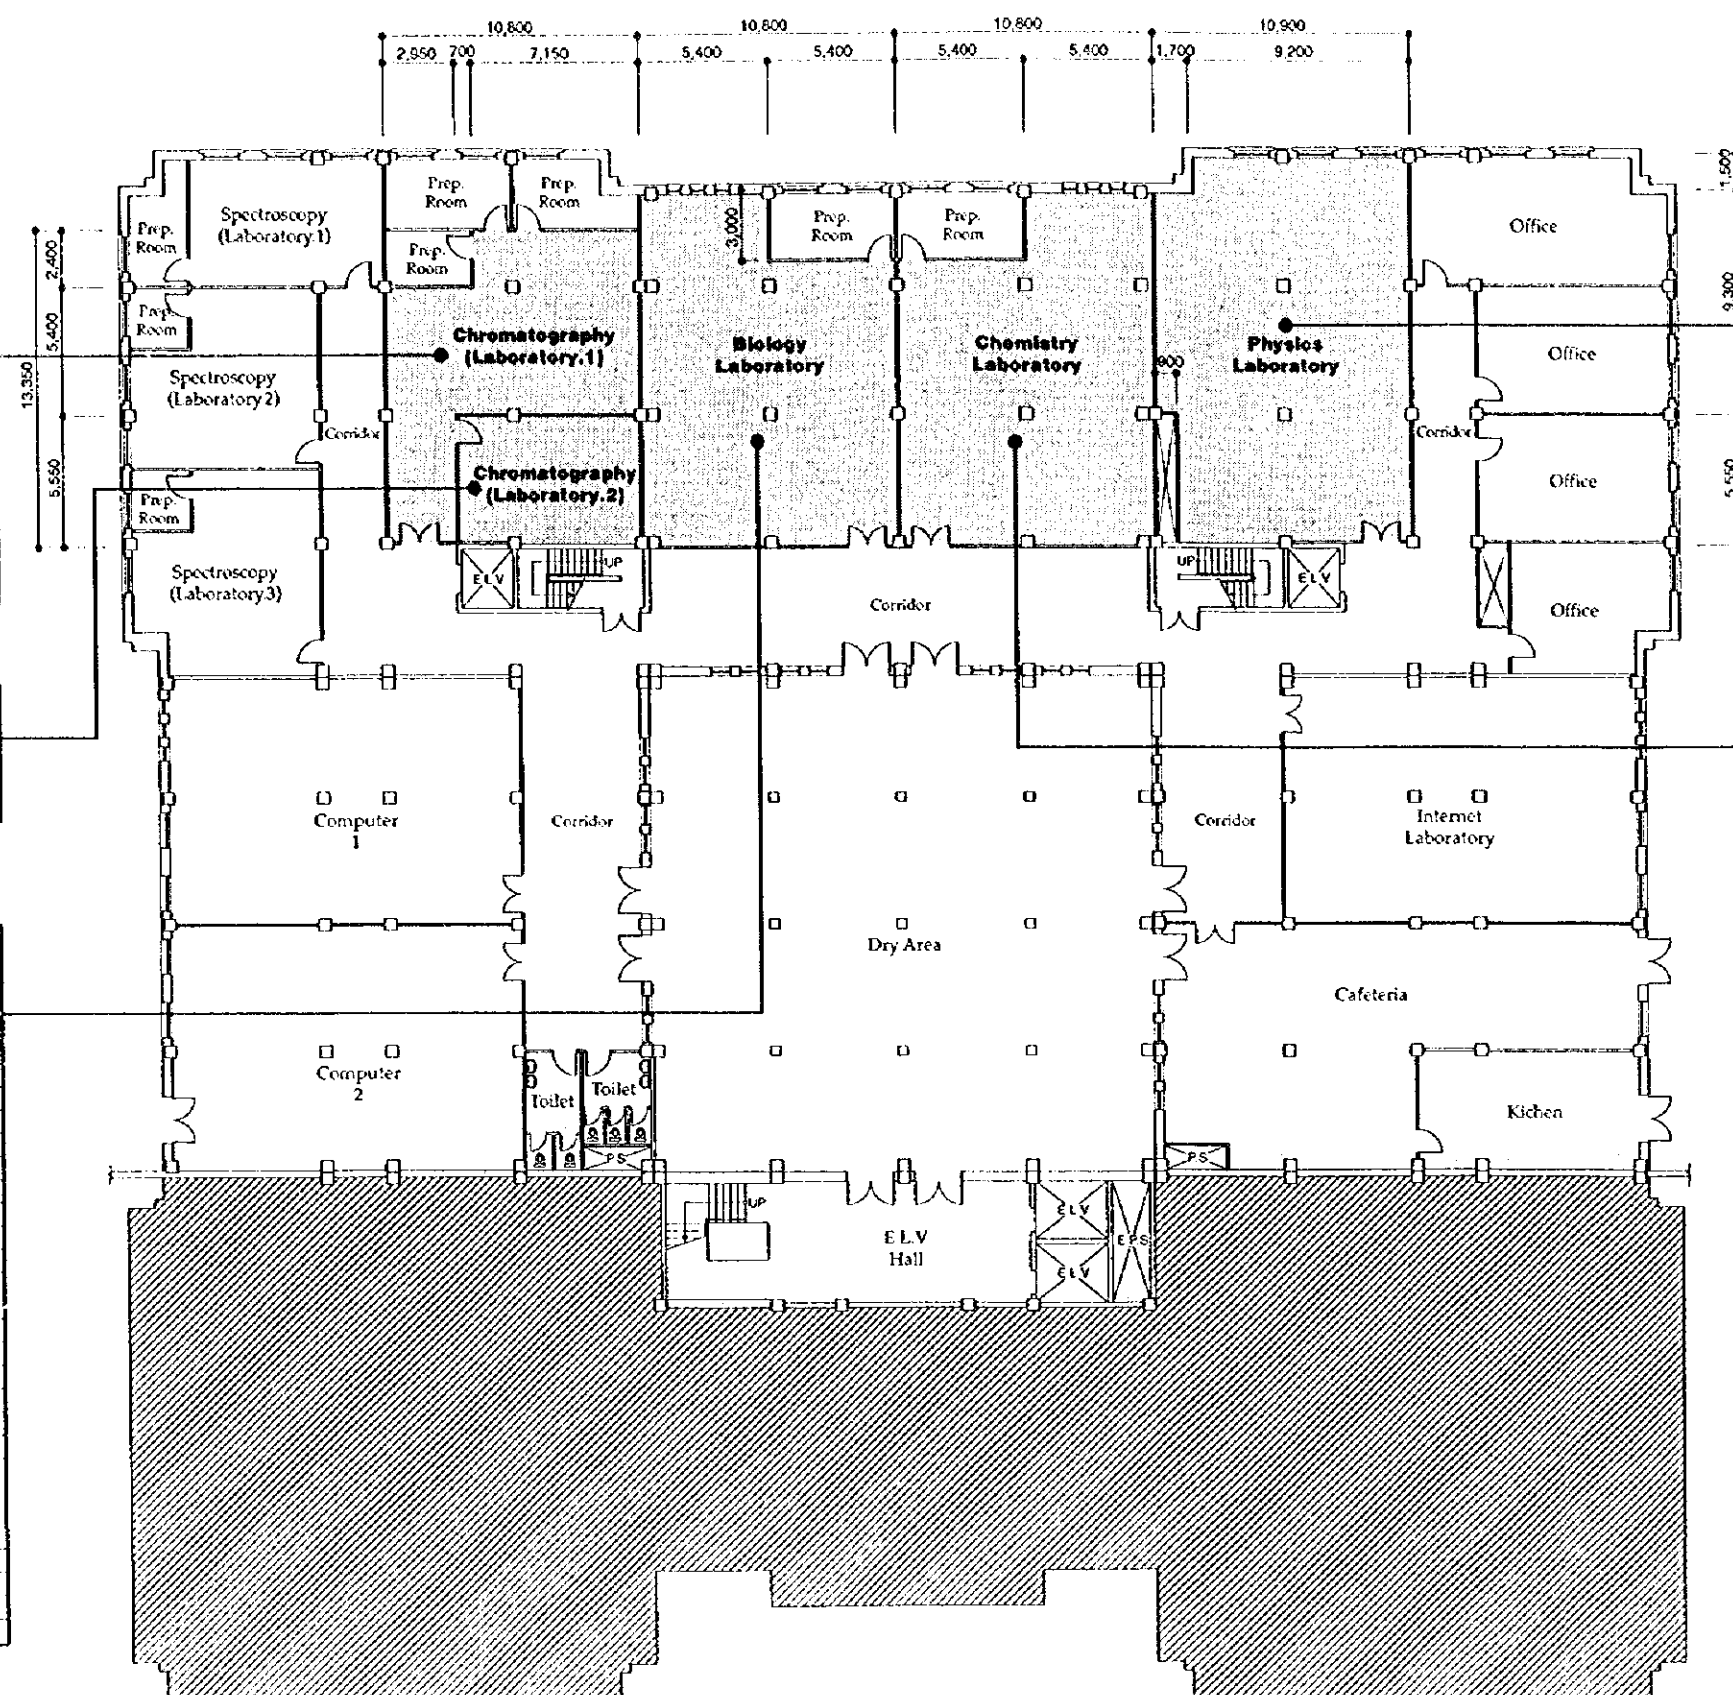 10,800
10,800
10,800
10,900
2,950
700
7,150
5,400
5,400
5,400
5,400
1,700
9,200
1,500
Prep.
Room
Prep.
Room
Prep.
Room
Spectroscopy
(Laboratory.1)
Prep.
Room
Prep.
Room
3,000
Prep.
Room
Prep.
Room
Office
2,400
9,300
Prep.
Room
5,400
13,350
Chromatography
(Laboratory.1)
Biology
Laboratory
Chemistry
Laboratory
900
Physics
Laboratory
Office
Spectroscopy
(Laboratory.2)
Corridor
Corridor
5,550
Chromatography
(Laboratory.2)
Office
5,550
Prep.
Room
Spectroscopy
(Laboratory.3)
ELV
UP
Corridor
UP
ELV
Office
Computer
1
Corridor
Corridor
Internet
Laboratory
Dry Area
Cafeteria
Computer
2
Toilet
Toilet
Kichen
PS
PS
UP
E L.V
Hall
ELV
EPS
ELV